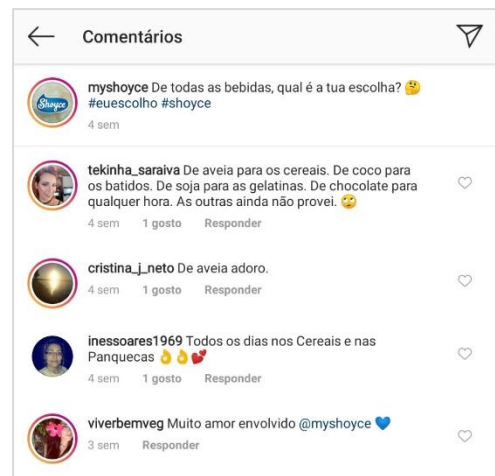 Comentários
Shoyce
myshoyce De todas as bebidas, qual é a tua escolha? 🤔
#euescolho #shoyce
4 sem
tekinha_saraiva De aveia para os cereais. De coco para
os batidos. De soja para as gelatinas. De chocolate para
qualquer hora. As outras ainda não provei. 🙄
4 sem 1 gosto Responder
cristina_j_neto De aveia adoro.
4 sem 1 gosto Responder
inessoares1969 Todos os dias nos Cereais e nas
Panquecas 👌👌💕
4 sem 1 gosto Responder
viverbemveg Muito amor envolvido @myshoyce 💙
3 sem Responder